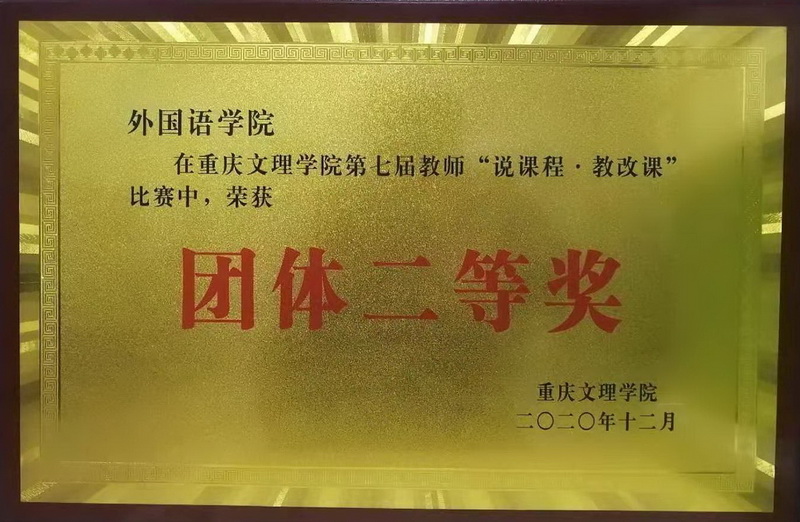 外国语学院
在重庆文理学院第七届教师“说课程·教改课”
比赛中，荣获
团体二等奖
重庆文理学院
二〇二〇年十二月